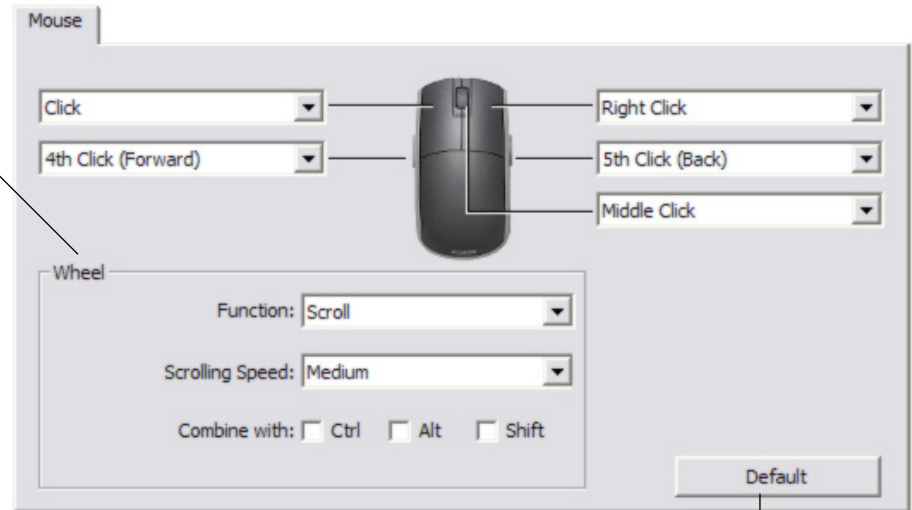 Mouse
Click
Right Click
4th Click (Forward)
5th Click (Back)
Middle Click
Wheel
Function: Scroll
Scrolling Speed: Medium
Combine with: Ctrl Alt Shift
Default